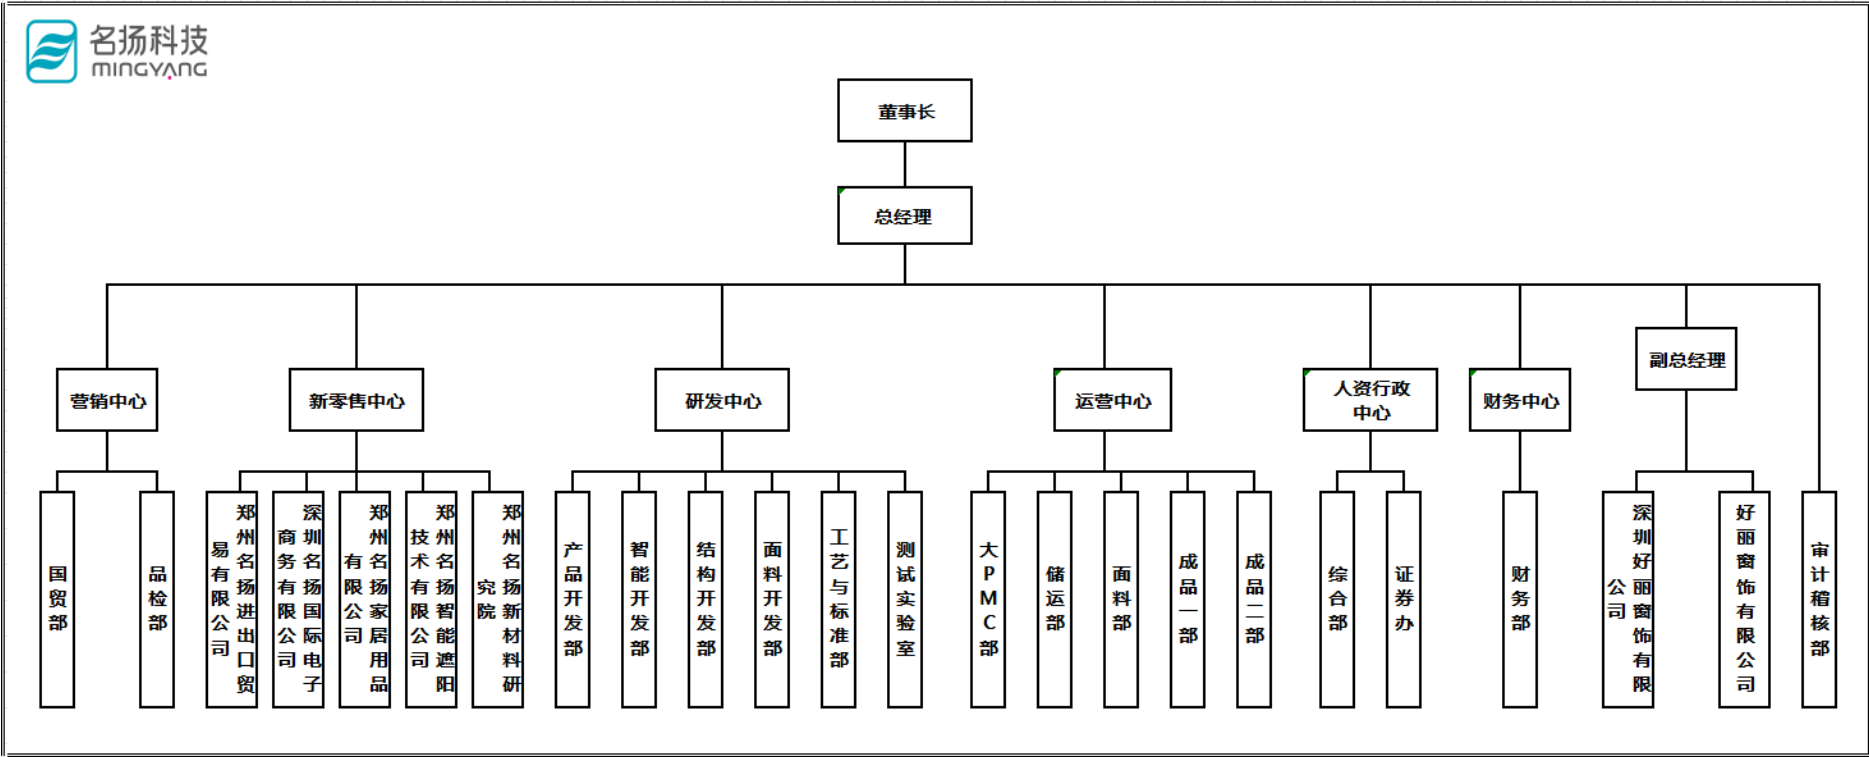 名扬科技
MINGYANG
董事长
总经理
副总经理
营销中心
新零售中心
研发中心
运营中心
人资行政
中心
财务中心
国贸部
品检部
郑州名扬进出口贸
易有限公司
深圳名扬国际电子
商务有限公司
郑州名扬家居用品
有限公司
郑州名扬智能遮阳
技术有限公司
郑州名扬新材料研
究院
产品开发部
智能开发部
结构开发部
面料开发部
工艺与标准部
测试实验室
大PMC部
储运部
面料部
成品一部
成品二部
综合部
证券办
财务部
深圳好丽窗饰有限
公司
好丽窗饰有限公司
审计稽核部